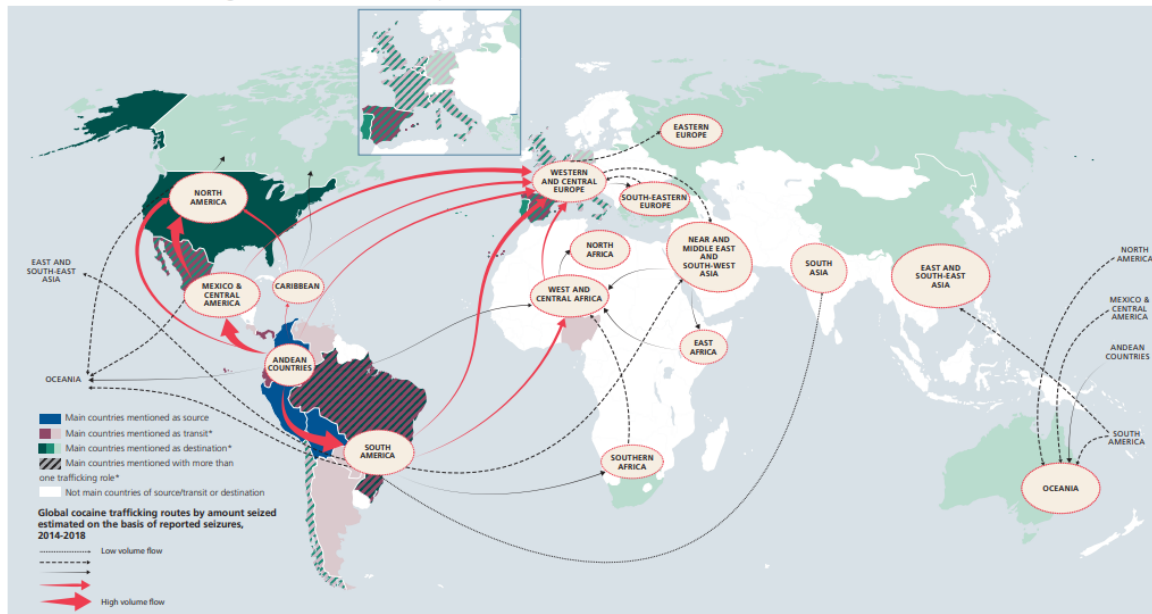 EASTERN
EUROPE
WESTERN
AND CENTRAL
EUROPE
NORTH
AMERICA
SOUTH-EASTERN
EUROPE
NORTH
AFRICA
NEAR AND
MIDDLE EAST
AND
SOUTH-WEST
ASIA
SOUTH
ASIA
EAST AND
SOUTH-EAST
ASIA
NORTH
AMERICA
EAST AND
SOUTH-EAST
ASIA
MEXICO &
CENTRAL
AMERICA
CARIBBEAN
WEST AND
CENTRAL AFRICA
MEXICO &
CENTRAL
AMERICA
EAST
AFRICA
ANDEAN
COUNTRIES
ANDEAN
COUNTRIES
OCEANIA
SOUTH
AMERICA
SOUTH
AMERICA
SOUTHERN
AFRICA
OCEANIA
Main countries mentioned as source
Main countries mentioned as transit*
Main countries mentioned as destination*
Main countries mentioned with more than
one trafficking role*
Not main countries of source/transit or destination
Global cocaine trafficking routes by amount seized
estimated on the basis of reported seizures,
2014-2018
Low volume flow
High volume flow